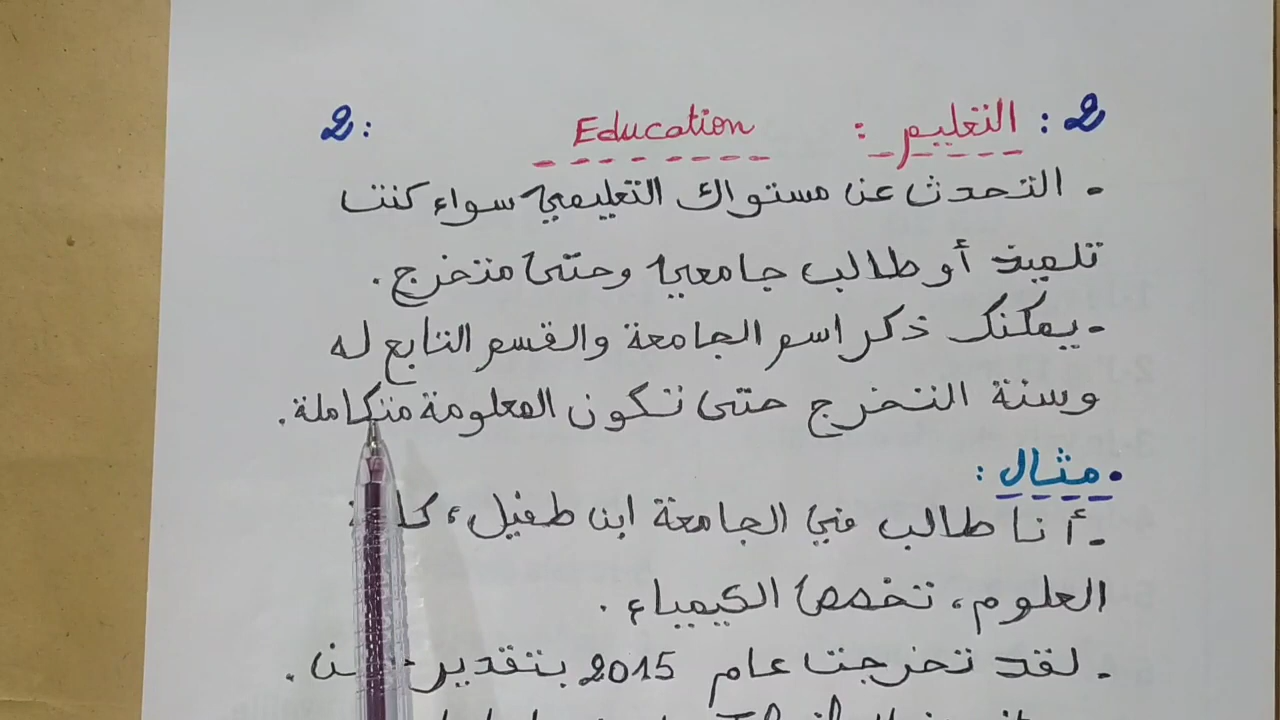 2 : التعليم : Education 2 :
- التحدث عن مستواك التعليمي سواء كنت
تلميذ أو طالب جامعي وحتى متخرج.
- يمكنك ذكر اسم الجامعة والقسم التابع له
وسنة التخرج حتى تكون المعلومة متكاملة.
• مثال :
- أنا طالب في الجامعة ابن طفيل،
العلوم، تخصص الكيمياء.
- لقد تخرجت عام 2015 بتقدير